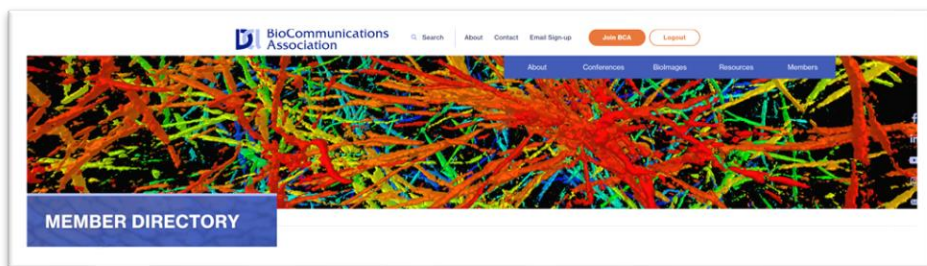 BioCommunications
Association
Search
About Contact Email Sign-up
Join BCA
Logout
About Conferences BioImages Resources Members
MEMBER DIRECTORY